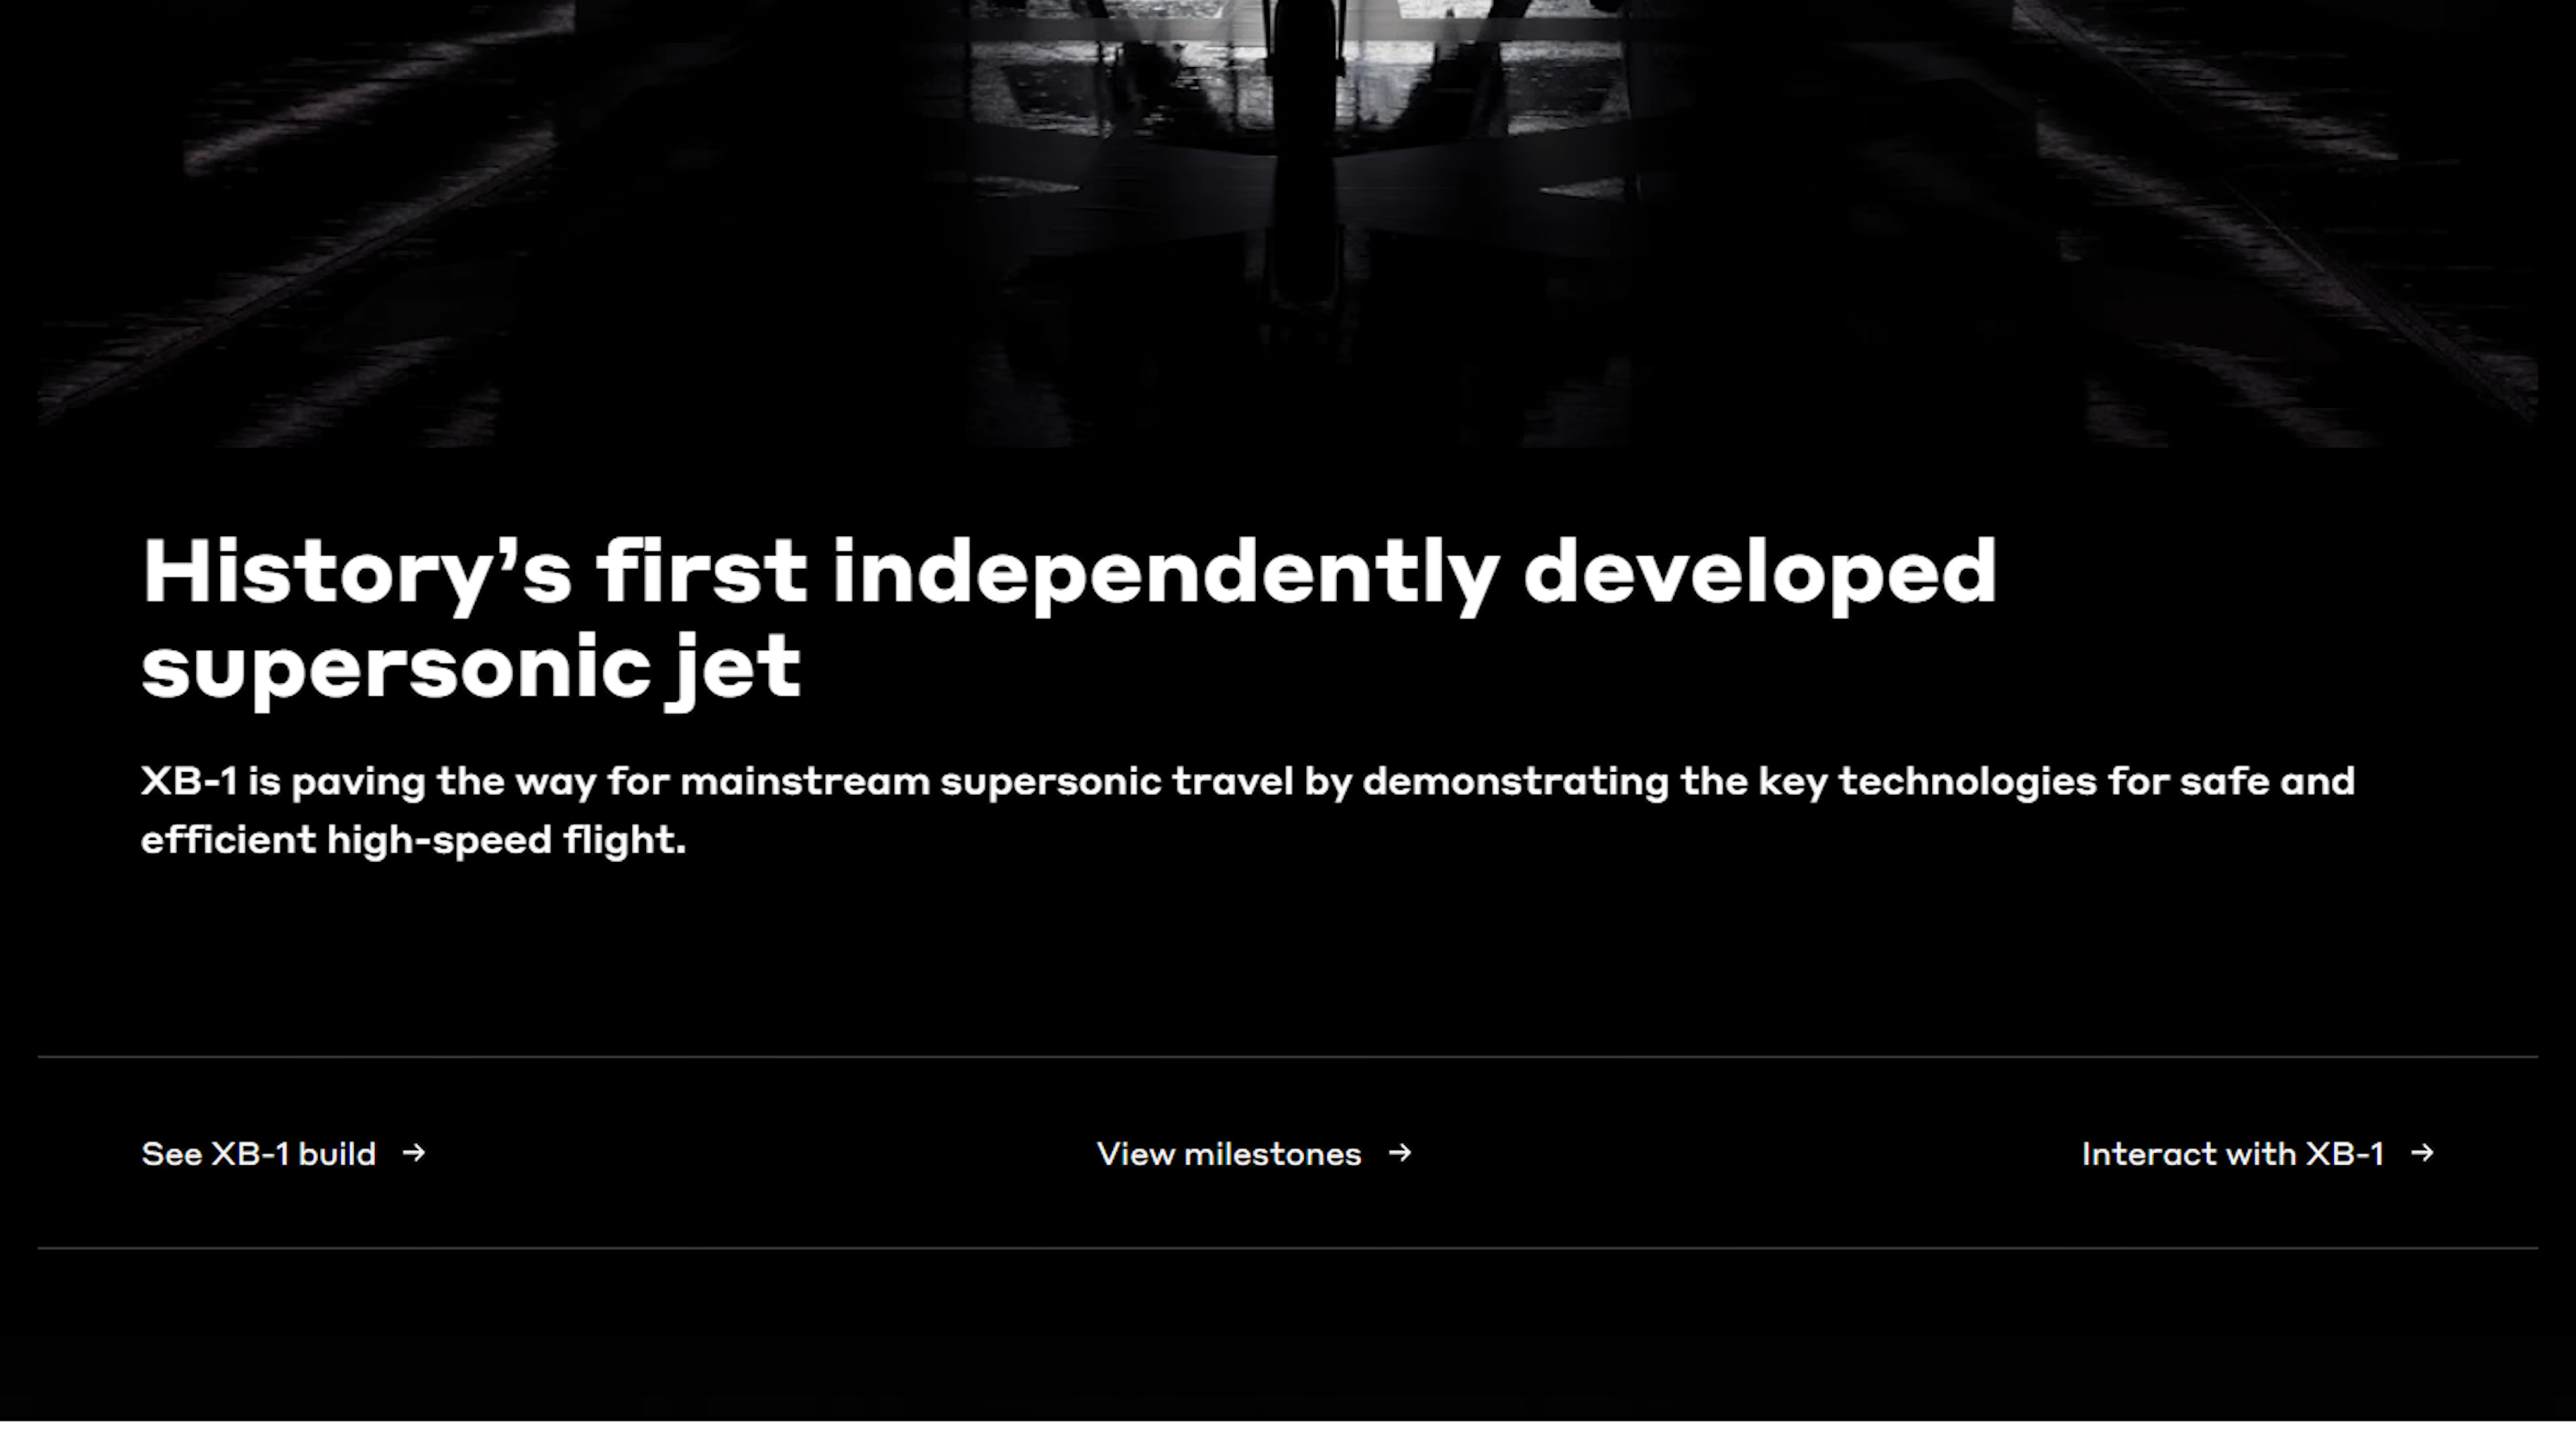 History’s first independently developed
supersonic jet
XB-1 is paving the way for mainstream supersonic travel by demonstrating the key technologies for safe and
efficient high-speed flight.
See XB-1 build →
View milestones →
Interact with XB-1 →